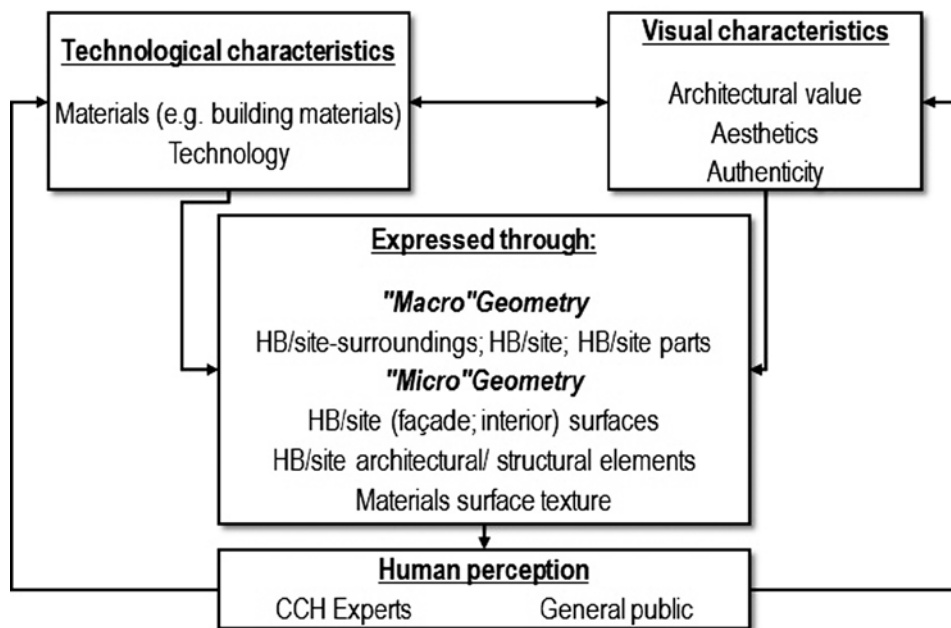 Technological characteristics
Materials (e.g. building materials)
Technology
Visual characteristics
Architectural value
Aesthetics
Authenticity
Expressed through:
"Macro"Geometry
HB/site-surroundings; HB/site; HB/site parts
"Micro"Geometry
HB/site (façade; interior) surfaces
HB/site architectural/ structural elements
Materials surface texture
Human perception
CCH Experts General public